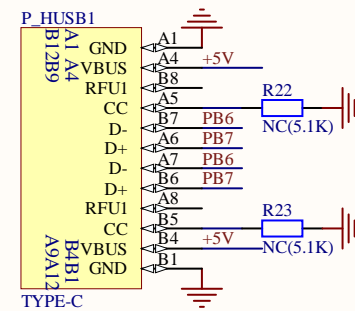 P_HUSB1
A1 A4
B12B9
GND A1
VBUS A4 +5V
RFU1 B8
CC A5 R22
NC(5.1K)
D- B7 PB6
D+ A6 PB7
D- A7 PB6
D+ B6 PB7
RFU1 A8
CC B5 R23
NC(5.1K)
VBUS B4 +5V
GND B1
B4B1
A9A12
TYPE-C